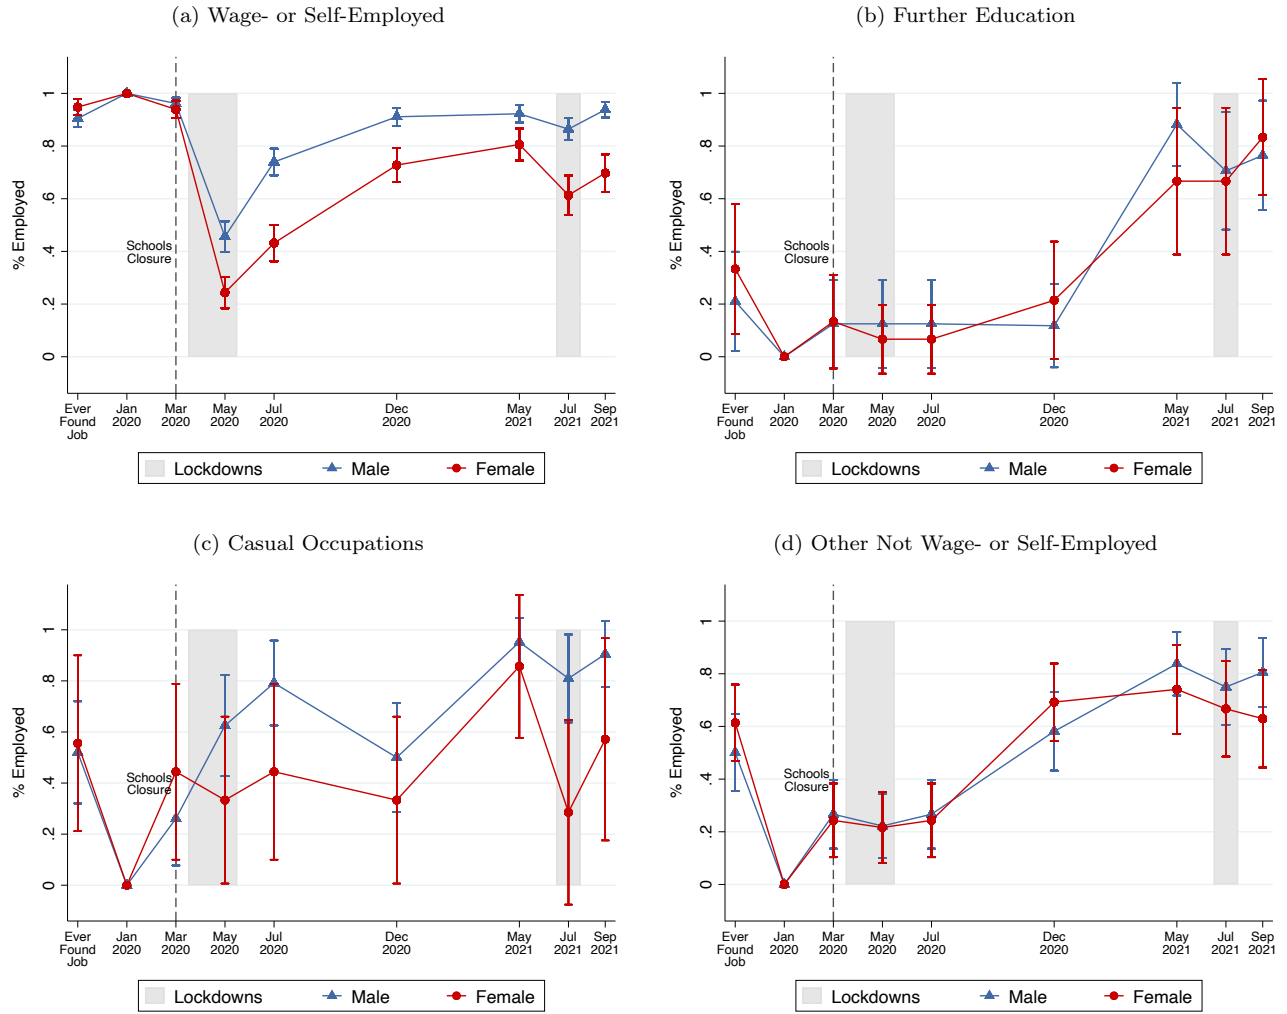 (a) Wage- or Self-Employed
% Employed
1
.8
.6
.4
.2
0
Schools
Closure
Ever
Found
Job
Jan
2020
Mar
2020
May
2020
Jul
2020
Dec
2020
May
2021
Jul
2021
Sep
2021
Lockdowns
Male
Female
(b) Further Education
% Employed
1
.8
.6
.4
.2
0
Schools
Closure
Ever
Found
Job
Jan
2020
Mar
2020
May
2020
Jul
2020
Dec
2020
May
2021
Jul
2021
Sep
2021
Lockdowns
Male
Female
(c) Casual Occupations
% Employed
1
.8
.6
.4
.2
0
Schools
Closure
Ever
Found
Job
Jan
2020
Mar
2020
May
2020
Jul
2020
Dec
2020
May
2021
Jul
2021
Sep
2021
Lockdowns
Male
Female
(d) Other Not Wage- or Self-Employed
% Employed
1
.8
.6
.4
.2
0
Schools
Closure
Ever
Found
Job
Jan
2020
Mar
2020
May
2020
Jul
2020
Dec
2020
May
2021
Jul
2021
Sep
2021
Lockdowns
Male
Female